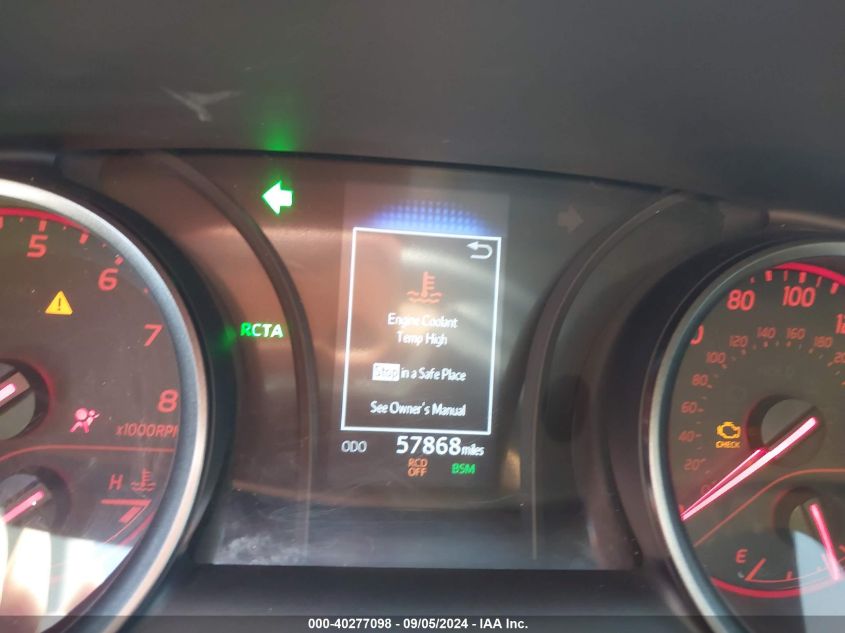 5
6
7
8
x1000RPM
H
RCTA
Engine Coolant
Temp High
Stop in a Safe Place
See Owner's Manual
ODO 57868 miles
RCD
OFF
BSM
80 100
120 140 160 180
100
80
60
40
20
CHECK
E
000-40277098 - 09/05/2024 - IAA Inc.